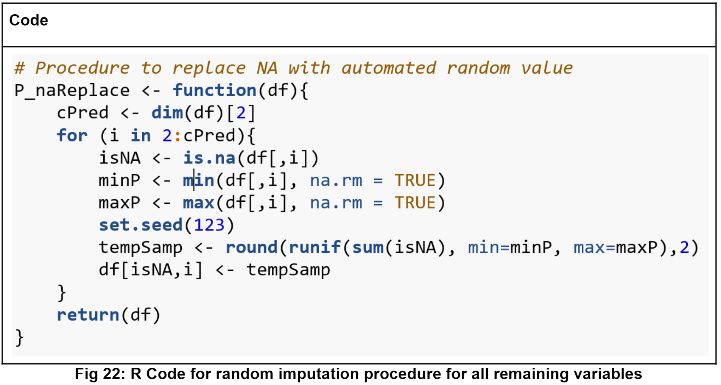 Code
# Procedure to replace NA with automated random value
P_naReplace <- function(df){
    cPred <- dim(df)[2]
    for (i in 2:cPred){
        isNA <- is.na(df[,i])
        minP <- min(df[,i], na.rm = TRUE)
        maxP <- max(df[,i], na.rm = TRUE)
        set.seed(123)
        tempSamp <- round(runif(sum(isNA), min=minP, max=maxP),2)
        df[isNA,i] <- tempSamp
    }
    return(df)
}
Fig 22: R Code for random imputation procedure for all remaining variables